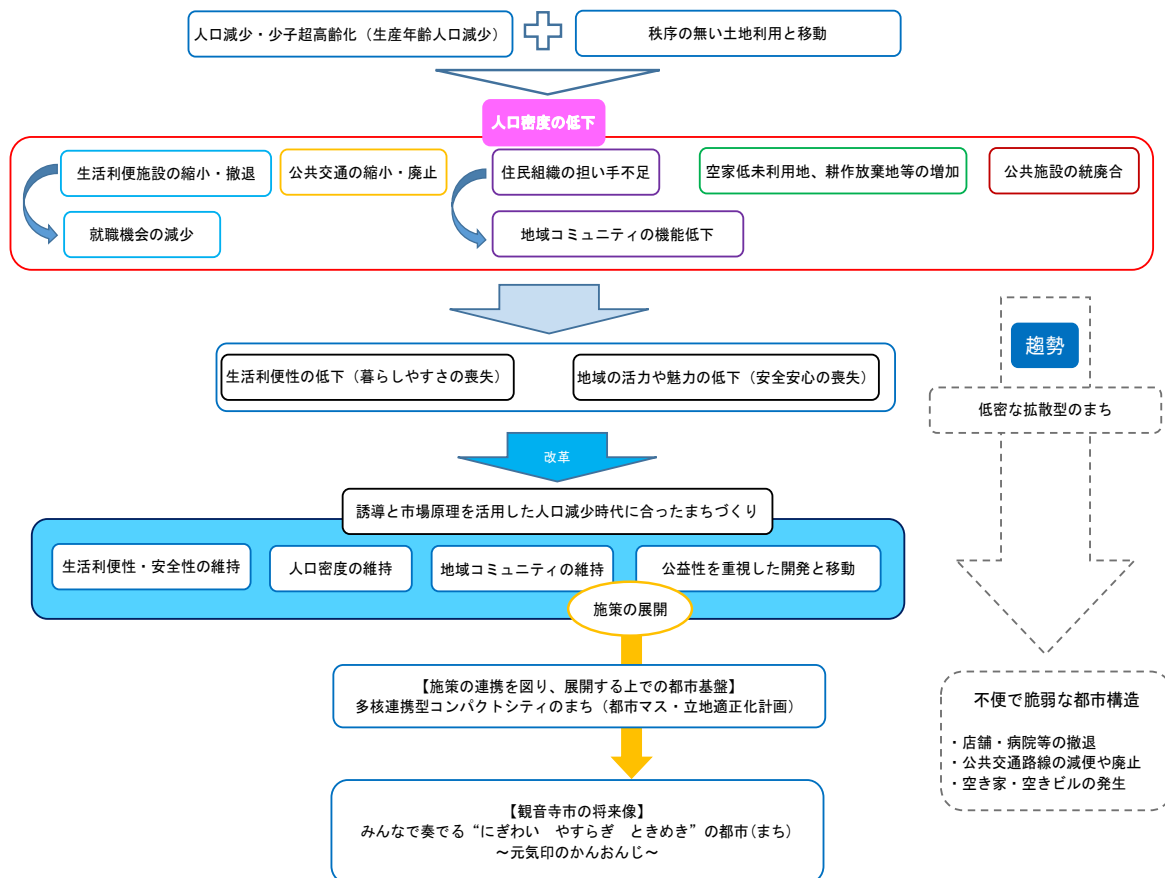 人口減少・少子超高齢化（生産年齢人口減少）
秩序の無い土地利用と移動
人口密度の低下
生活利便施設の縮小・撤退
公共交通の縮小・廃止
住民組織の担い手不足
空家低未利用地、耕作放棄地等の増加
公共施設の統廃合
就職機会の減少
地域コミュニティの機能低下
生活利便性の低下（暮らしやすさの喪失）
地域の活力や魅力の低下（安全安心の喪失）
趨勢
低密な拡散型のまち
改革
誘導と市場原理を活用した人口減少時代に合ったまちづくり
生活利便性・安全性の維持
人口密度の維持
地域コミュニティの維持
公益性を重視した開発と移動
施策の展開
【施策の連携を図り、展開する上での都市基盤】
多核連携型コンパクトシティのまち（都市マス・立地適正化計画）
不便で脆弱な都市構造
・店舗・病院等の撤退
・公共交通路線の減便や廃止
・空き家・空きビルの発生
【観音寺市の将来像】
みんなで奏でる“にぎわい　やすらぎ　ときめき”の都市(まち)
～元気印のかんおんじ～